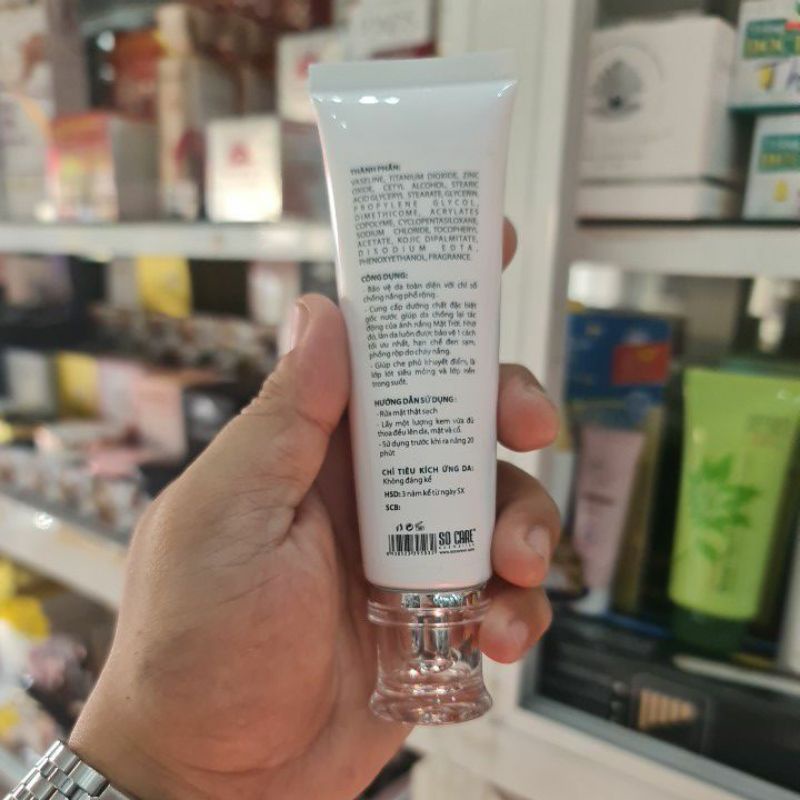 THÀNH PHẦN:
VASELINE, TITANIUM DIOXIDE, ZINC
OXIDE, CETYL ALCOHOL, STEARIC
ACID GLYCERYL STEARATE, GLYCERIN,
PROPYLENE GLYCOL,
DIMETHICOME, ACRYLATES
COPOLYME, CYCLOPENTASILOXANE,
SODIUM CHLORIDE, TOCOPHERYL
ACETATE, KOJIC DIPALMITATE,
DISODIUM EDTA,
PHENOXYETHANOL, FRAGRANCE.
CÔNG DỤNG:
- Bảo vệ da toàn diện với chỉ số
chống nắng phổ rộng.
- Cung cấp dưỡng chất đặc biệt
gốc nước giúp da chống lại tác
động của ánh nắng Mặt Trời. Nhờ
đó, làn da luôn được bảo vệ 1 cách
tối ưu nhất, hạn chế đen sạm,
phồng rộp do cháy nắng.
- Giúp che phủ khuyết điểm, là
lớp lót siêu mỏng và lớp nền
trong suốt.
HƯỚNG DẪN SỬ DỤNG:
- Rửa mặt thật sạch
- Lấy một lượng kem vừa đủ
thoa đều lên da, mặt và cổ.
- Sử dụng trước khi ra nắng 20
phút
CHỈ TIÊU KÍCH ỨNG DA:
Không đáng kể
HSD: 3 năm kể từ ngày SX
SCB:
SO CARE